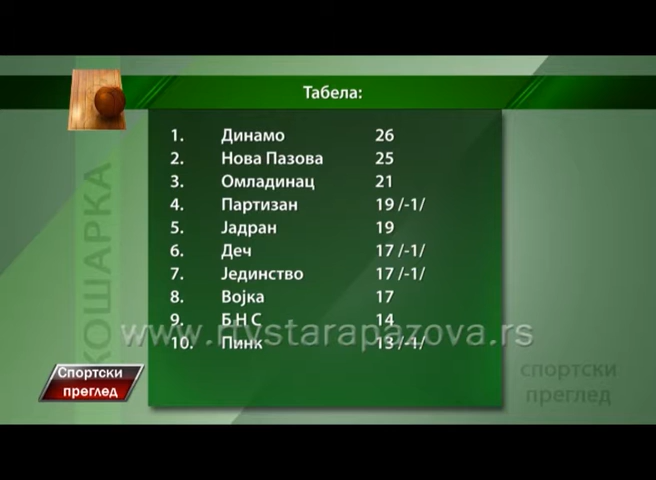 Табела:
1. Динамо 26
2. Нова Пазова 25
3. Омладинац 21
4. Партизан 19 /-1/
5. Јадран 19
6. Деч 17 /-1/
7. Јединство 17 /-1/
8. Војка 17
9. Б Н С 14
10. Пинк 13 /-1/
www.rtvstarapazova.rs
КОШАРКА
Спортски
преглед
спортски
преглед